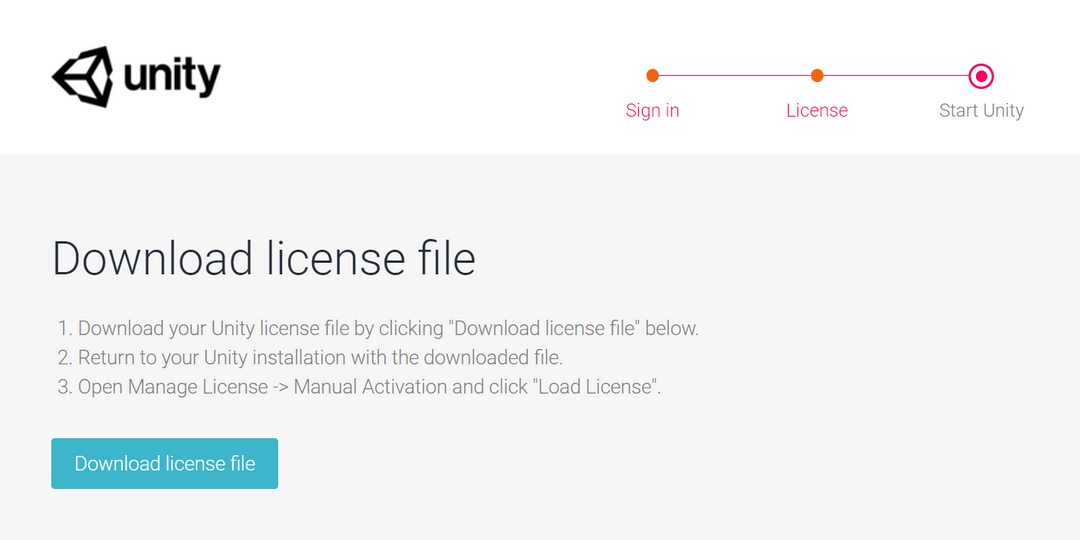 unity
Sign in
License
Start Unity
Download license file
1. Download your Unity license file by clicking "Download license file" below.
2. Return to your Unity installation with the downloaded file.
3. Open Manage License -> Manual Activation and click "Load License".
Download license file